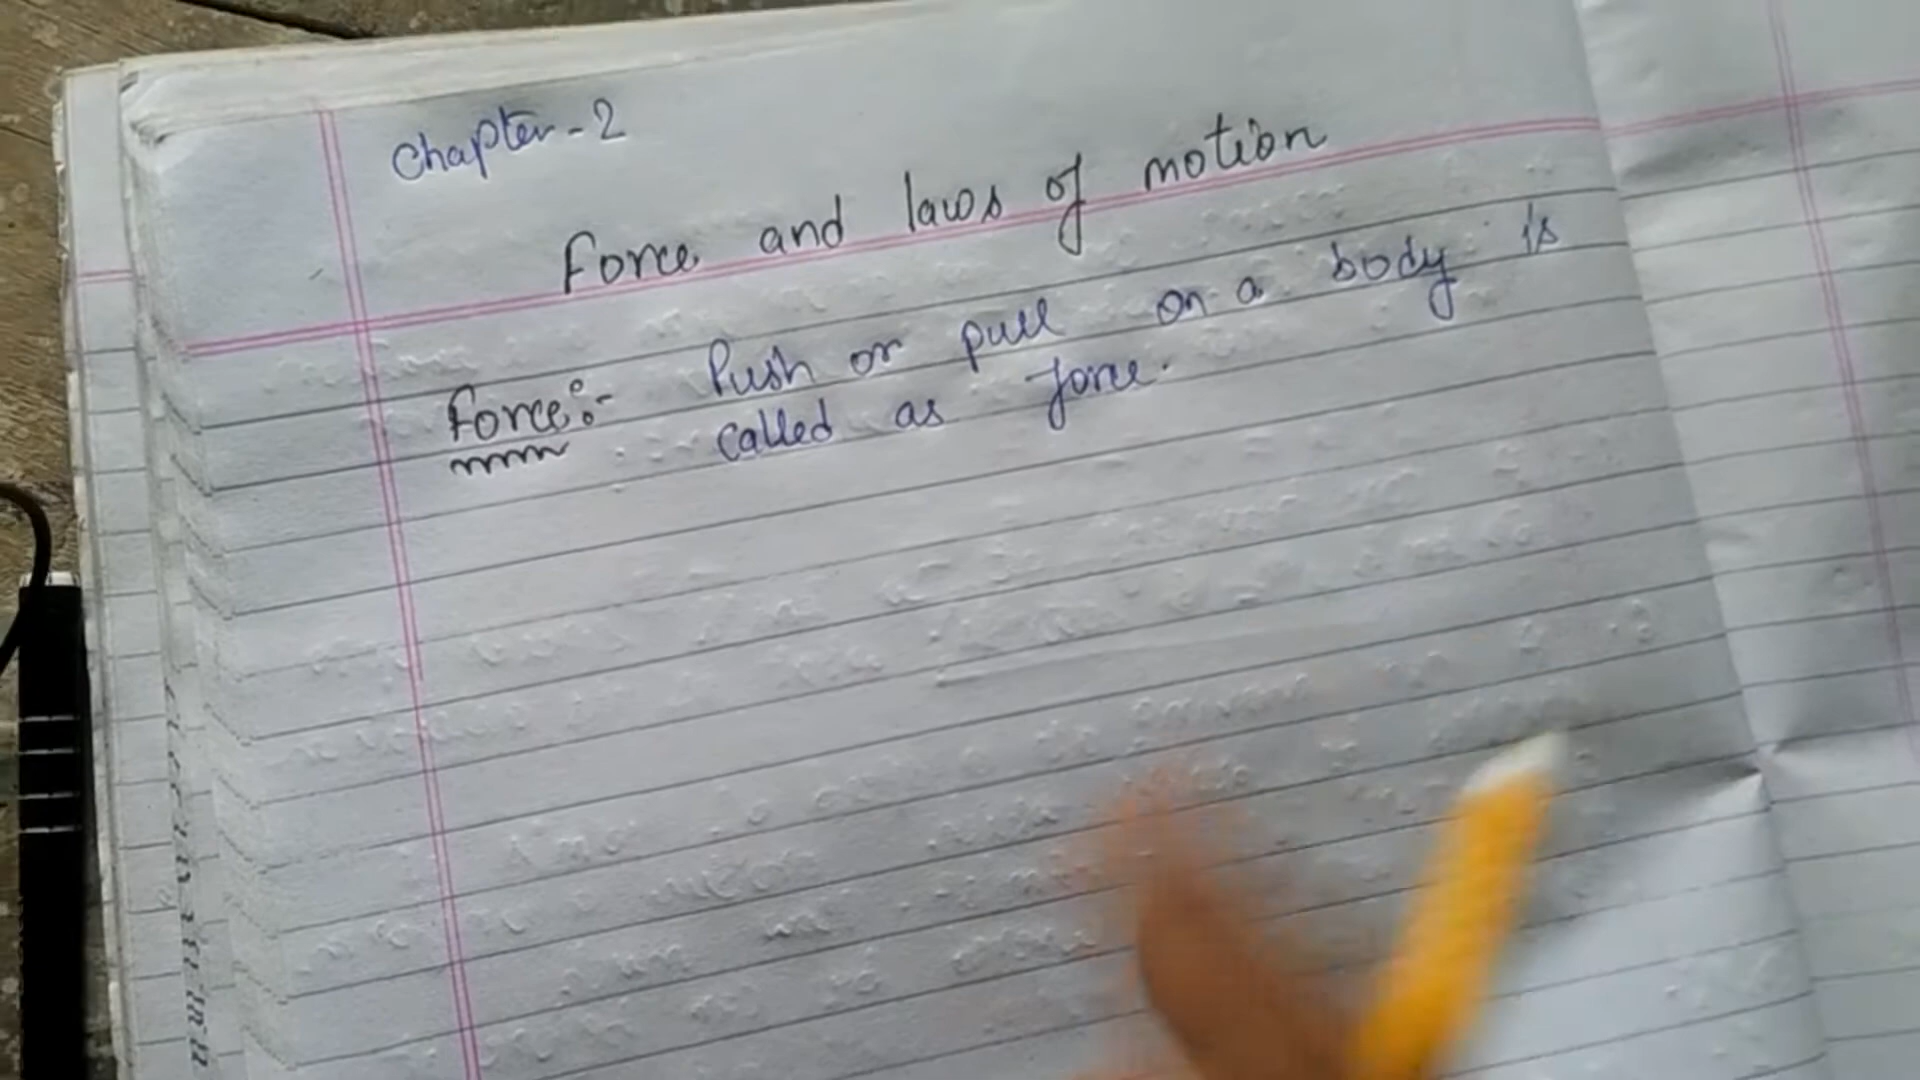 Chapter-2
Force and laws of motion
Force:- Push or pull on a body is
called as force.